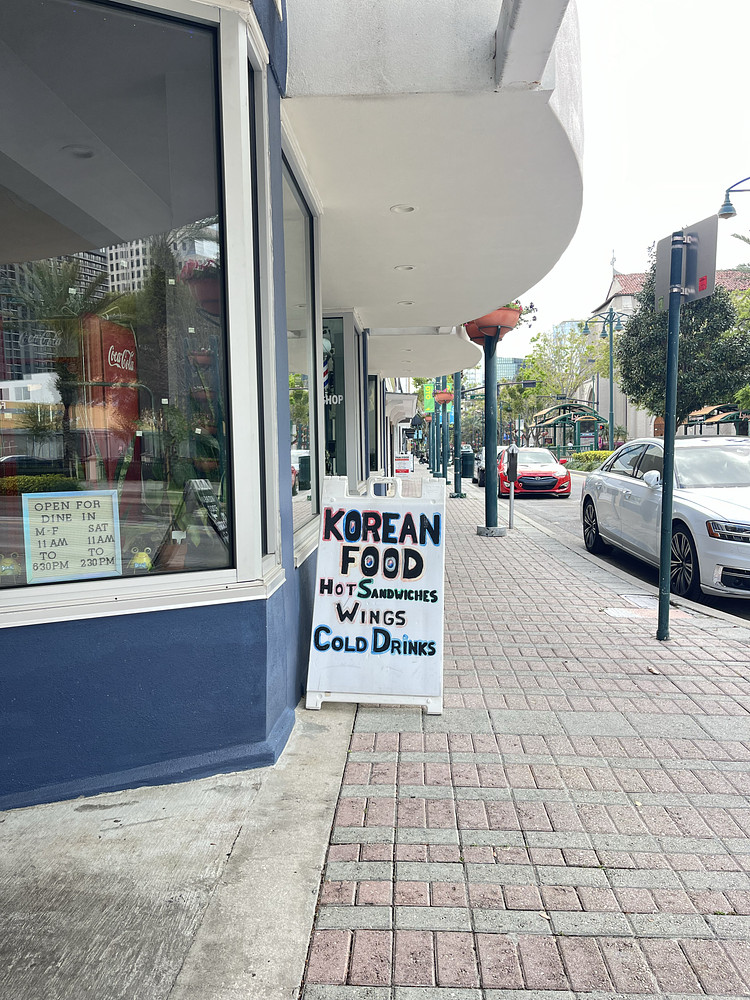 Coca-Cola
OPEN FOR
DINE IN
M-F SAT
11AM 11AM
TO TO
830PM 230PM
SHOP
KOREAN
FOOD
HOT SANDWICHES
WINGS
COLD DRINKS